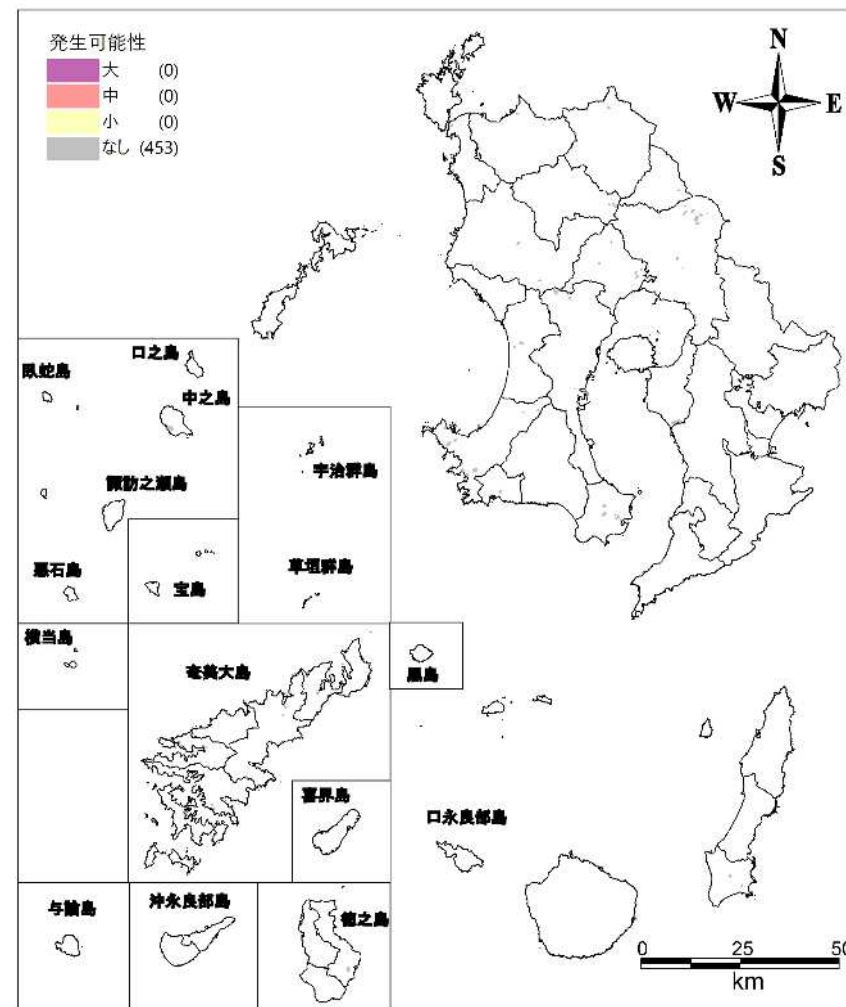 発生可能性
大 (0)
中 (0)
小 (0)
なし (453)
N
W E
S
口之島
臥蛇島
中之島
宇治群島
諏訪之瀬島
悪石島
宝島
草垣群島
横当島
奄美大島
黒島
喜界島
口永良部島
与論島
沖永良部島
徳之島
0 25 50
km